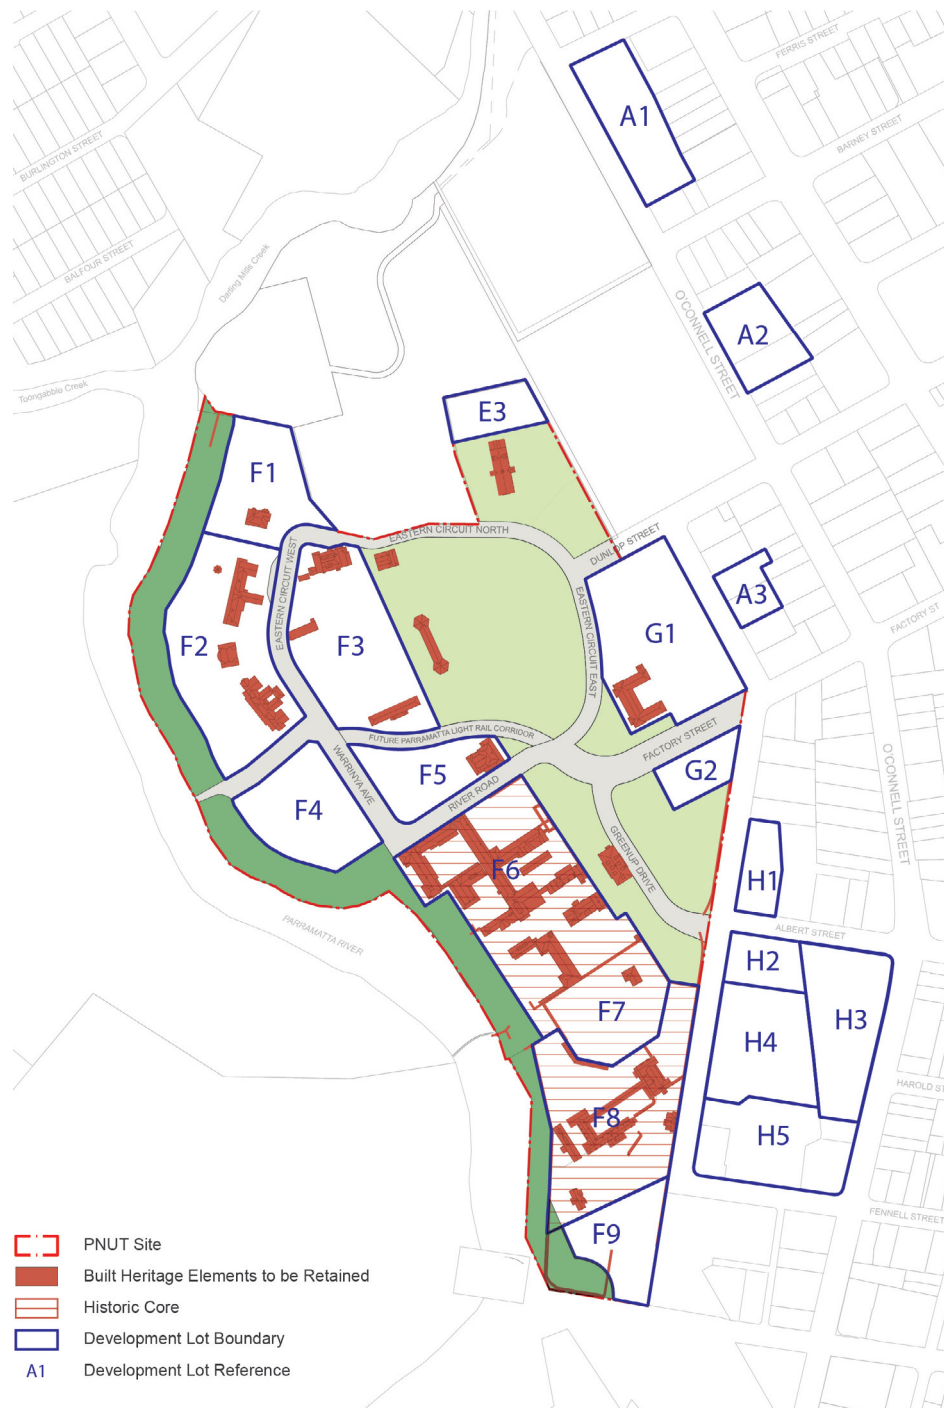 FERRIS STREET
A1
BARNEY STREET
BURLINGTON STREET
BALFOUR STREET
Darling Mills Creek
O'CONNELL STREET
A2
Toongabbie Creek
E3
F1
EASTERN CIRCUIT NORTH
DUNLOP STREET
EASTERN CIRCUIT WEST
A3
FACTORY ST
EASTERN CIRCUIT EAST
G1
F2
F3
FUTURE PARRAMATTA LIGHT RAIL CORRIDOR
FACTORY STREET
WARRINYA AVE
F5
G2
RIVER ROAD
O'CONNELL STREET
F4
GREENUP DRIVE
F6
H1
PARRAMATTA RIVER
ALBERT STREET
H2
F7
H3
H4
HAROLD ST
F8
H5
FENNELL STREET
F9
PNUT Site
Built Heritage Elements to be Retained
Historic Core
Development Lot Boundary
A1 Development Lot Reference